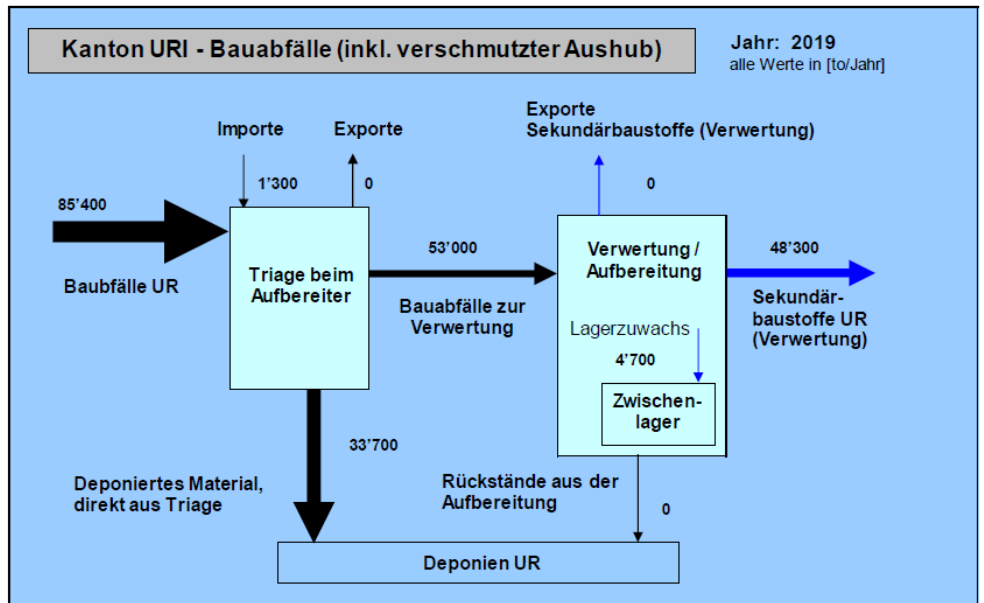 Kanton URI - Bauabfälle (inkl. verschmutzter Aushub)
Jahr: 2019
alle Werte in [to/Jahr]
Importe
Exporte
Exporte
Sekundärbaustoffe (Verwertung)
1'300
0
0
85'400
Baubfälle UR
Triage beim
Aufbereiter
53'000
Bauabfälle zur
Verwertung
Verwertung /
Aufbereitung
48'300
Sekundär-
baustoffe UR
(Verwertung)
Lagerzuwachs
4'700
Zwischen-
lager
33'700
Deponiertes Material,
direkt aus Triage
Rückstände aus der
Aufbereitung
0
Deponien UR